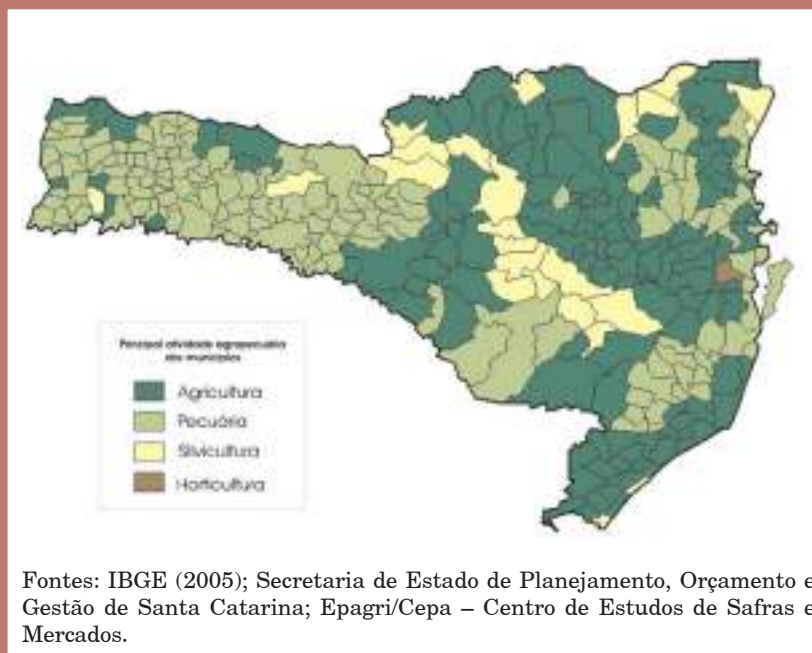 Principal atividade agropecuária
dos municípios
Agricultura
Pecuária
Silvicultura
Horticultura
Fontes: IBGE (2005); Secretaria de Estado de Planejamento, Orçamento e
Gestão de Santa Catarina; Epagri/Cepa – Centro de Estudos de Safras e
Mercados.